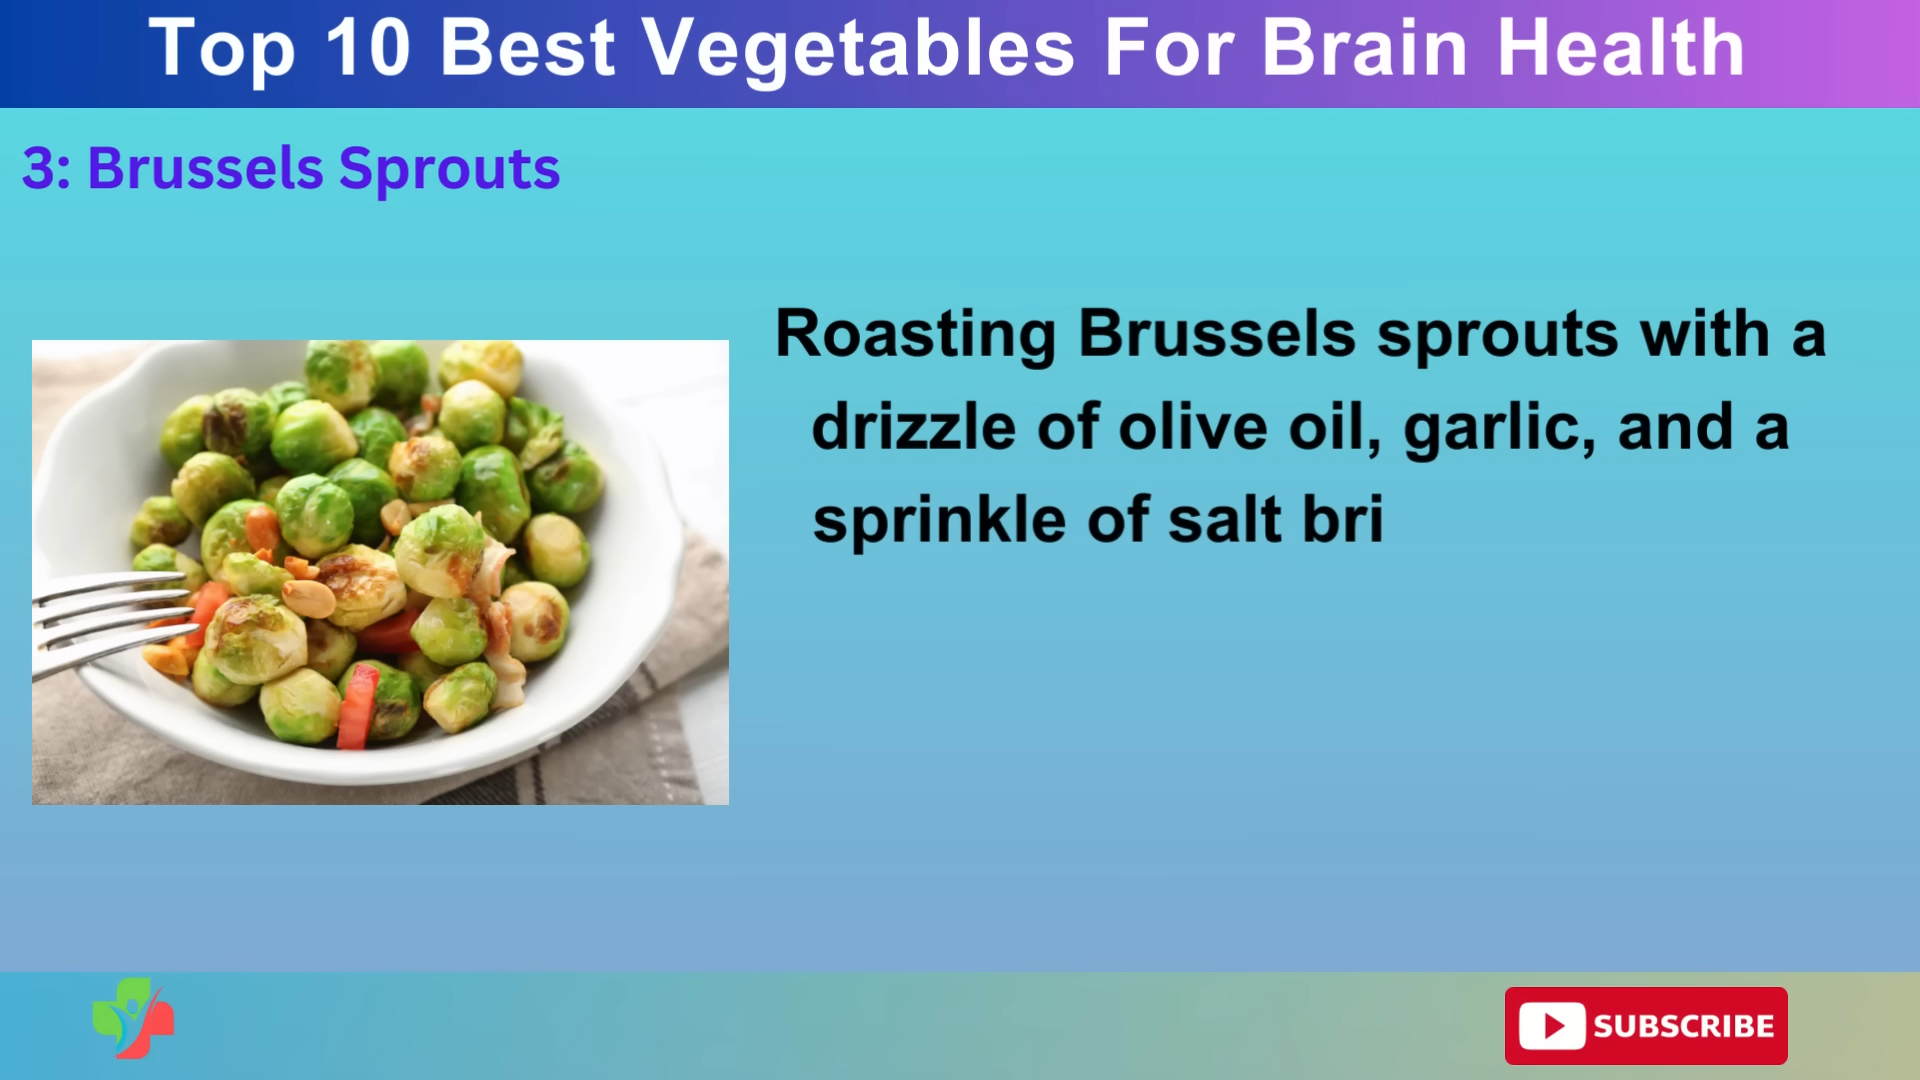 Top 10 Best Vegetables For Brain Health
3: Brussels Sprouts
Roasting Brussels sprouts with a
drizzle of olive oil, garlic, and a
sprinkle of salt bri
SUBSCRIBE